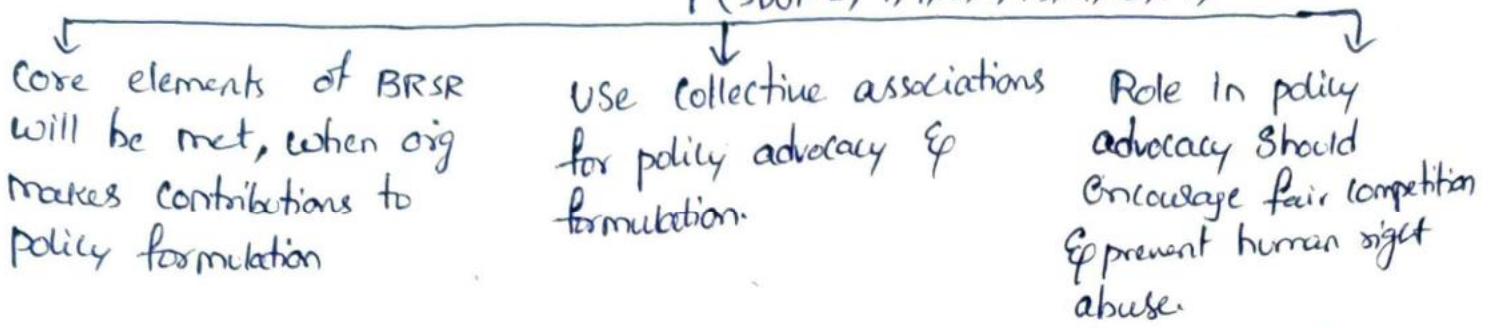 Core elements of BRSR
will be met, when org
makes contributions to
policy formulation
Use collective associations
for policy advocacy &
formulation.
Role in policy
advocacy should
encourage fair competition
& prevent human right
abuse.